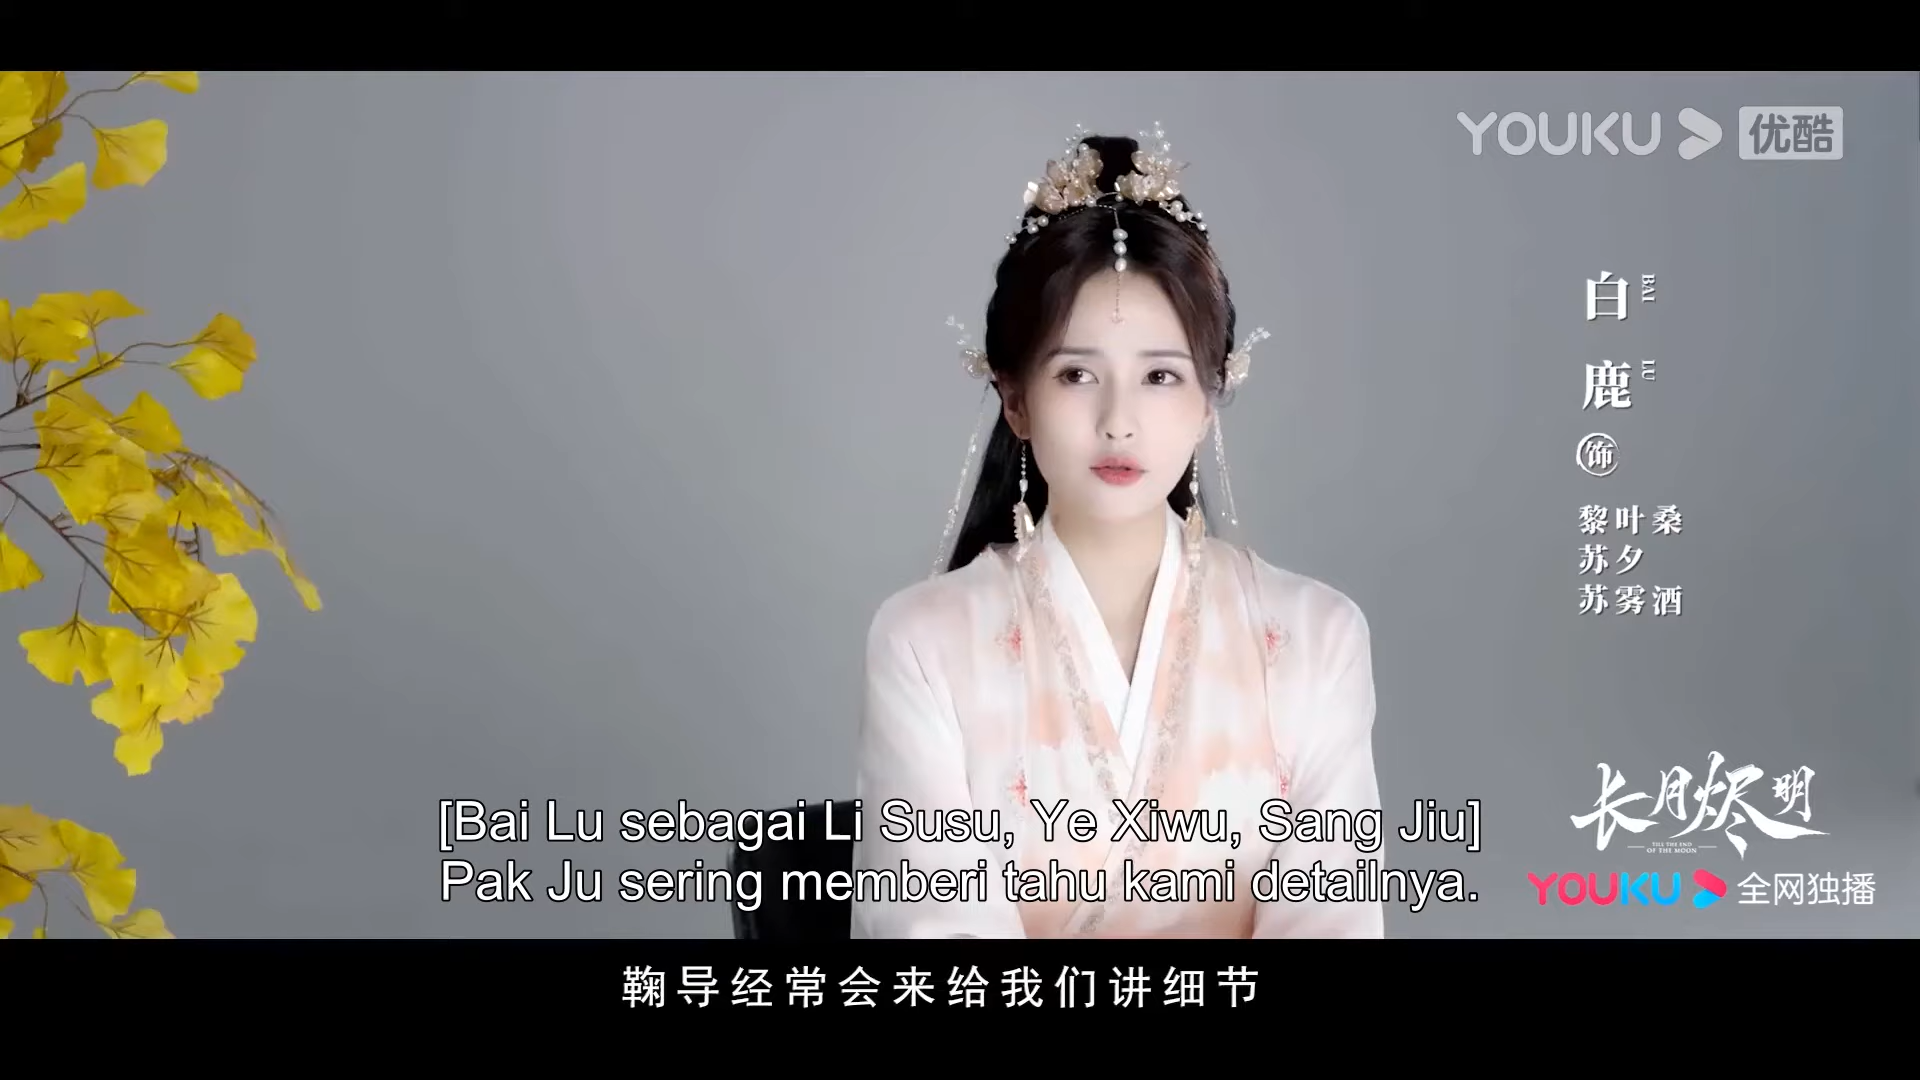 YOUKU 优酷
白鹿
BAI LU
饰
黎苏苏
叶夕雾
桑酒
长月烬明
TILL THE END
OF THE MOON
YOUKU 全网独播
[Bai Lu sebagai Li Susu, Ye Xiwu, Sang Jiu]
Pak Ju sering memberi tahu kami detailnya.
鞠导经常会来给我们讲细节